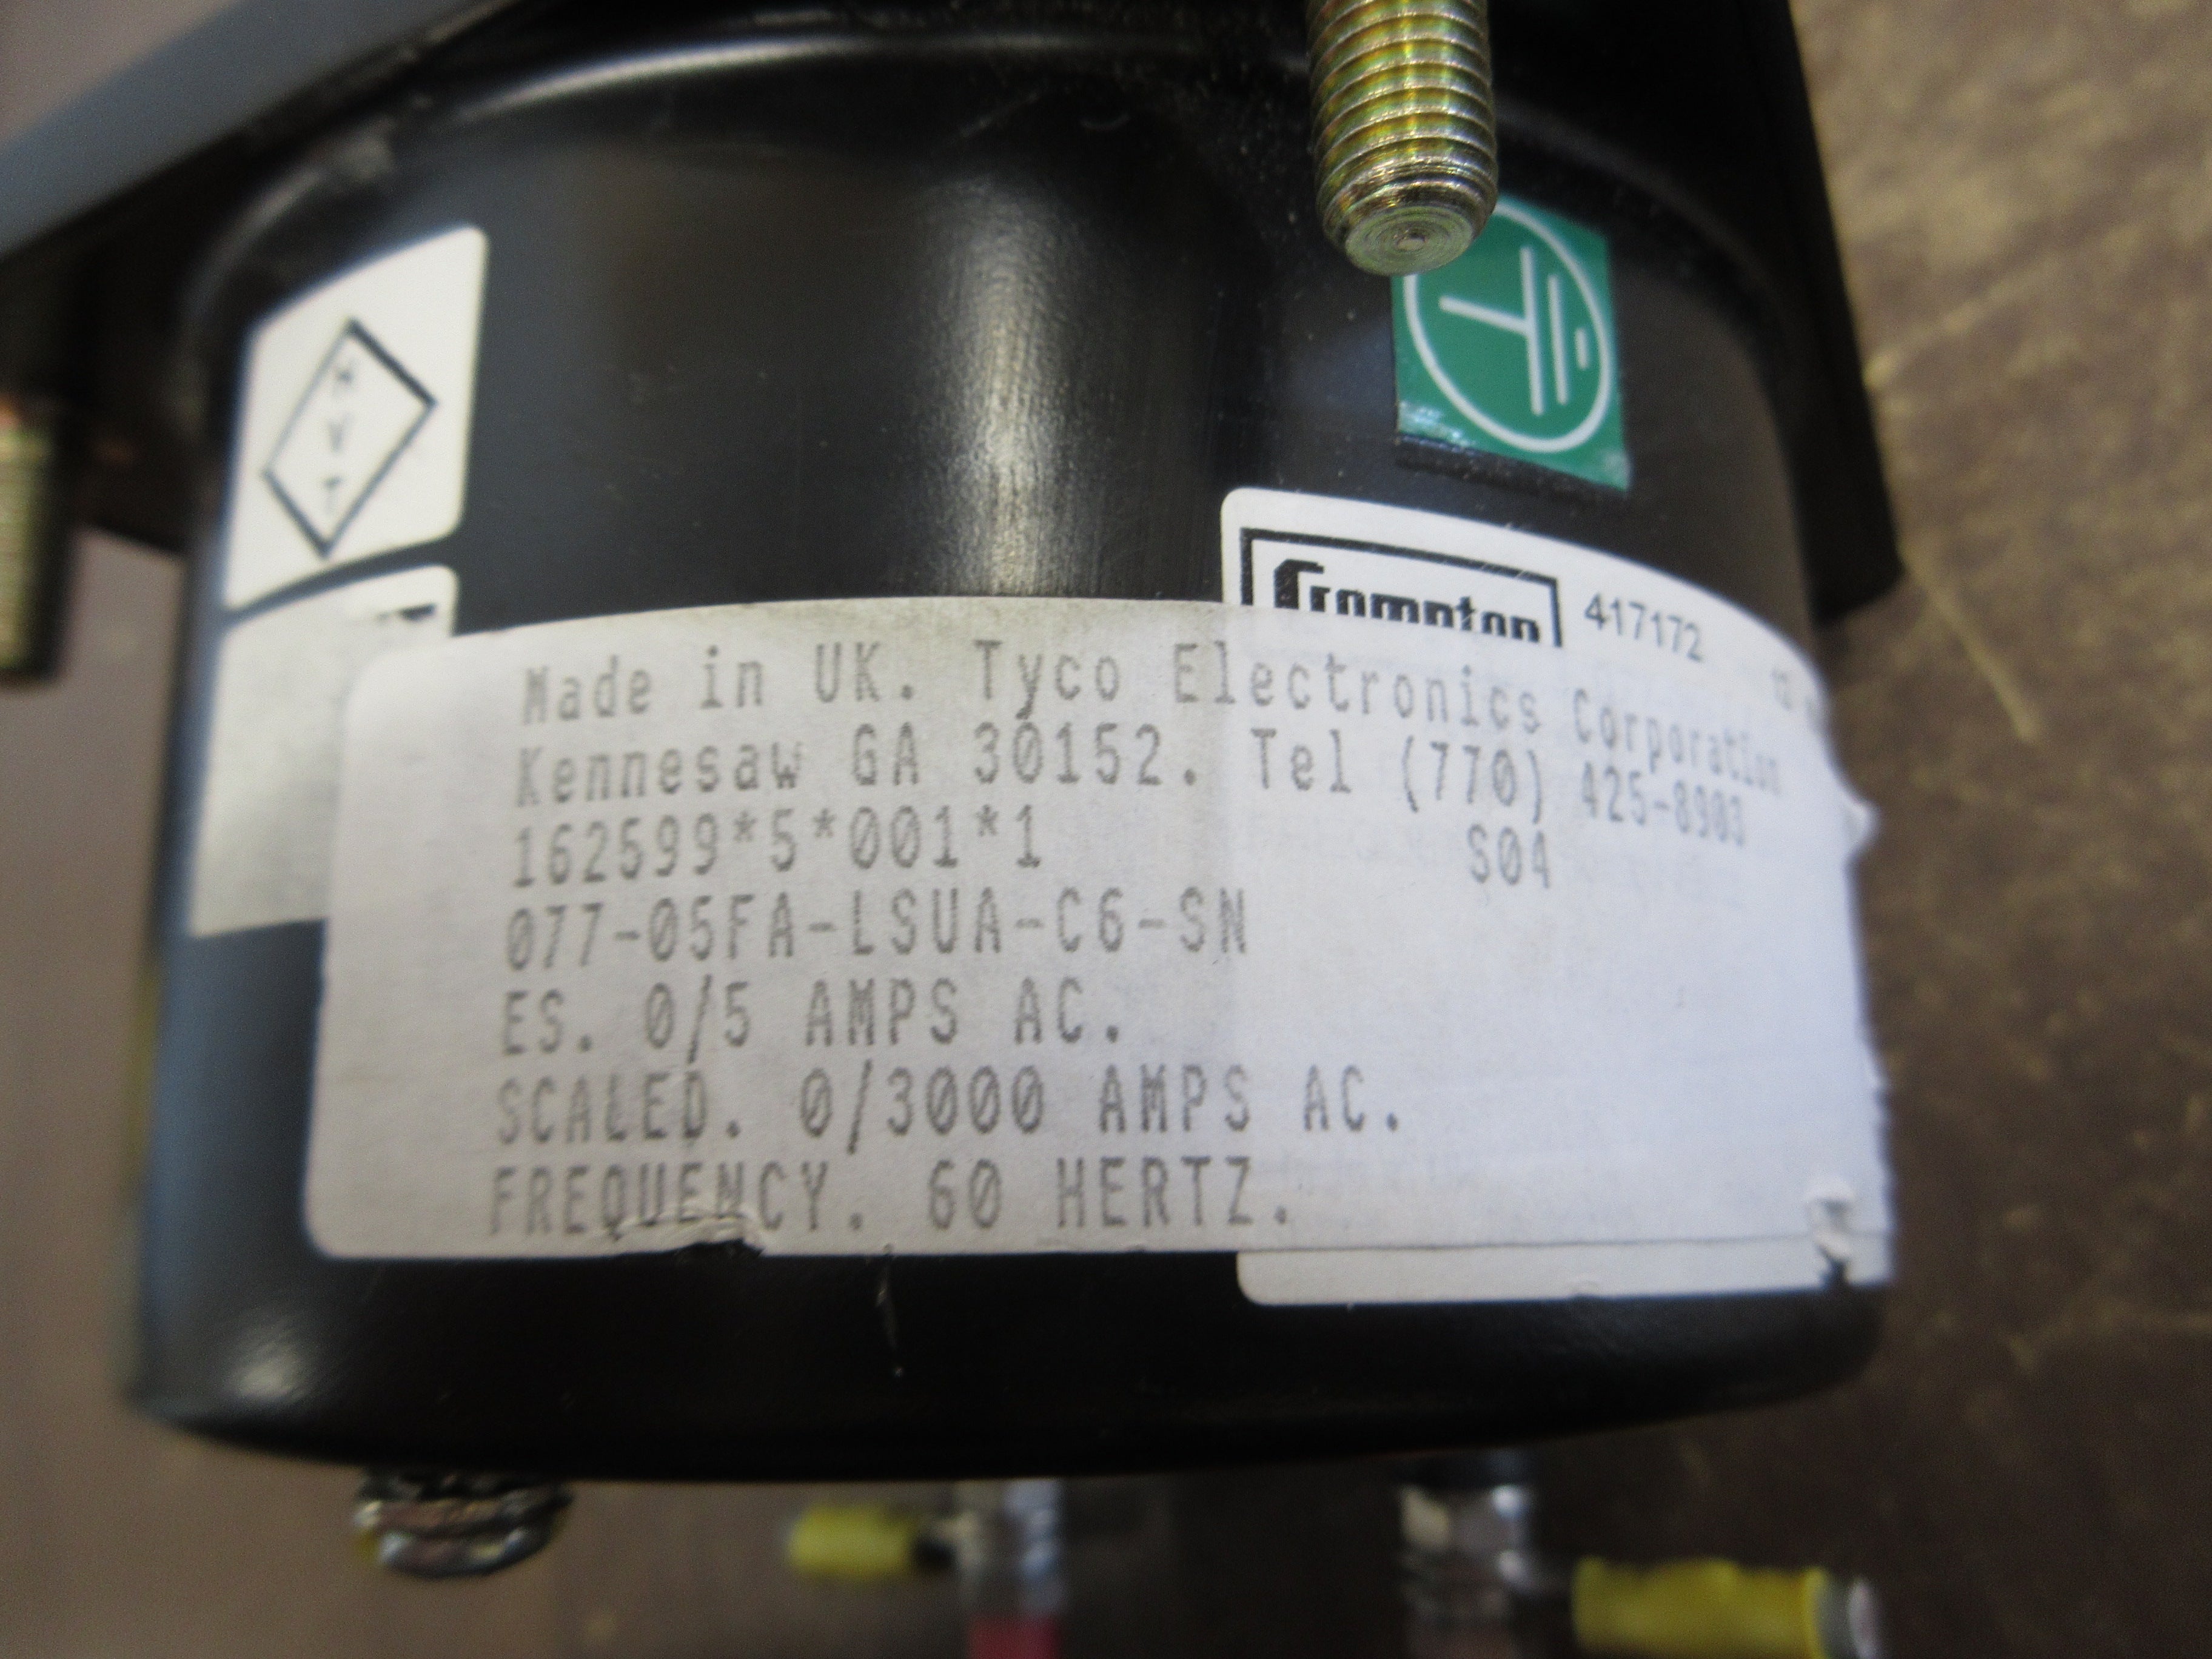 HVT
Crompton 417172
Made in UK. Tyco Electronics Corporation
Kennesaw GA 30152. Tel (770) 425-8903
162599*5*001*1 S04
077-05FA-LSUA-C6-SN
ES. 0/5 AMPS AC.
SCALED. 0/3000 AMPS AC.
FREQUENCY. 60 HERTZ.